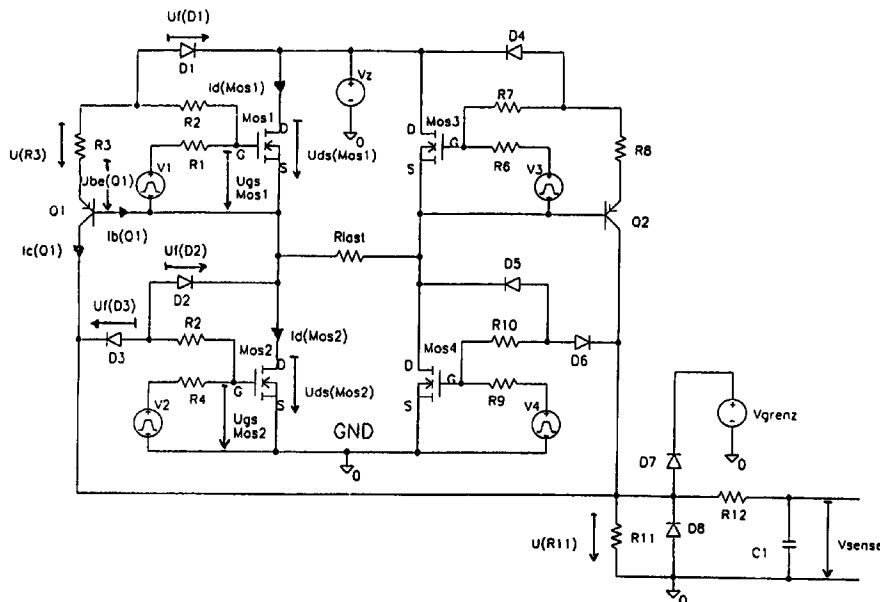 Uf(D1)
D1
D4
Id(Mos1)
Vz
R7
R2
Mos1
Mos3
D
D
0
U(R3)
R3
R1
G
G
R6
R8
V1
S
Uds(Mos1)
S
V3
Ube(Q1)
Ugs
Mos1
Q1
Q2
Ib(Q1)
Ic(Q1)
Uf(D2)
Rlast
D2
D5
Uf(D3)
Id(Mos2)
R2
R10
D3
Mos2
Mos4
D6
D
D
V2
R4
G
G
R9
V4
S
Uds(Mos2)
S
Ugs
Mos2
GND
Vgrenz
0
D7
0
R12
U(R11)
R11
D8
C1
Vsense
0